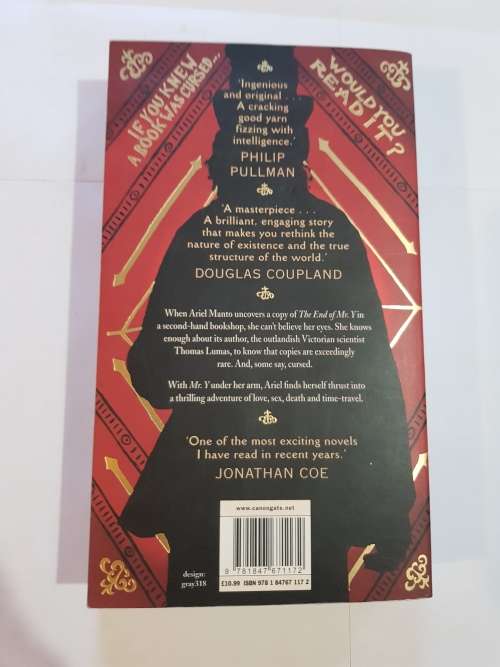 IF YOU KNEW
A BOOK WAS CURSED...
WOULD YOU
READ IT?
'Ingenious
and original . . .
A cracking
good yarn
fizzing with
intelligence.'
PHILIP
PULLMAN
'A masterpiece . . .
A brilliant, engaging story
that makes you rethink the
nature of existence and the true
structure of the world.'
DOUGLAS COUPLAND
When Ariel Manto uncovers a copy of The End of Mr. Y in
a second-hand bookshop, she can't believe her eyes. She knows
enough about its author, the outlandish Victorian scientist
Thomas Lumas, to know that copies are exceedingly
rare. And, some say, cursed.
With Mr. Y under her arm, Ariel finds herself thrust into
a thrilling adventure of love, sex, death and time-travel.
'One of the most exciting novels
I have read in recent years.'
JONATHAN COE
www.canongate.net
9 781847 671172
design:
gray318
£10.99 ISBN 978 1 84767 117 2